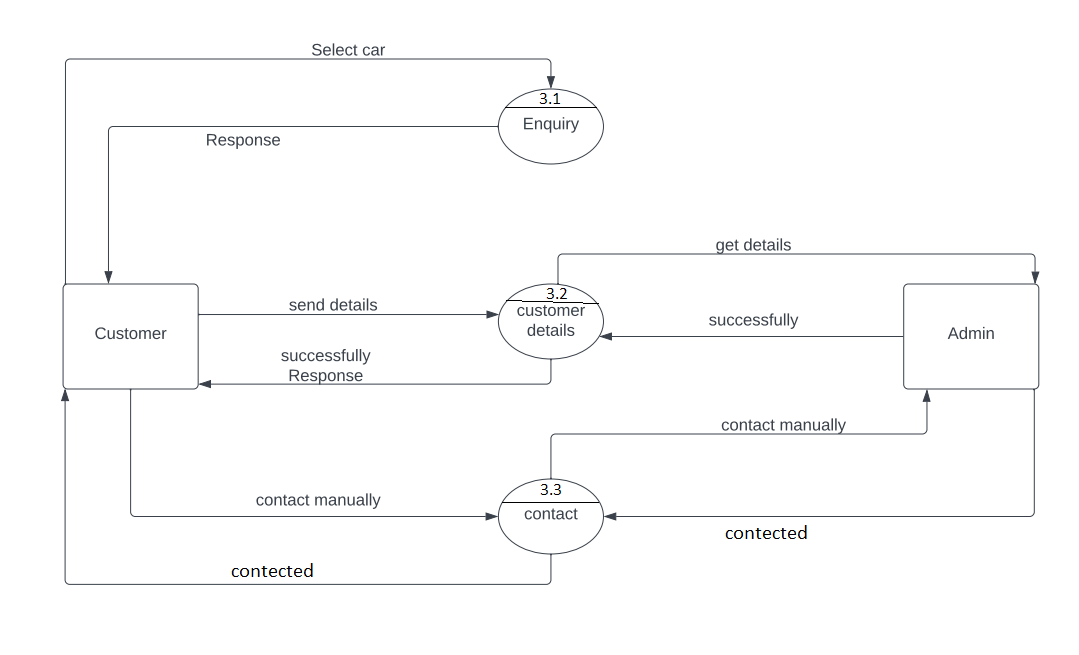 Select car
3.1
Enquiry
Response
get details
3.2
customer
details
send details
successfully
Customer
Admin
successfully
Response
contact manually
3.3
contact
contact manually
contected
contected